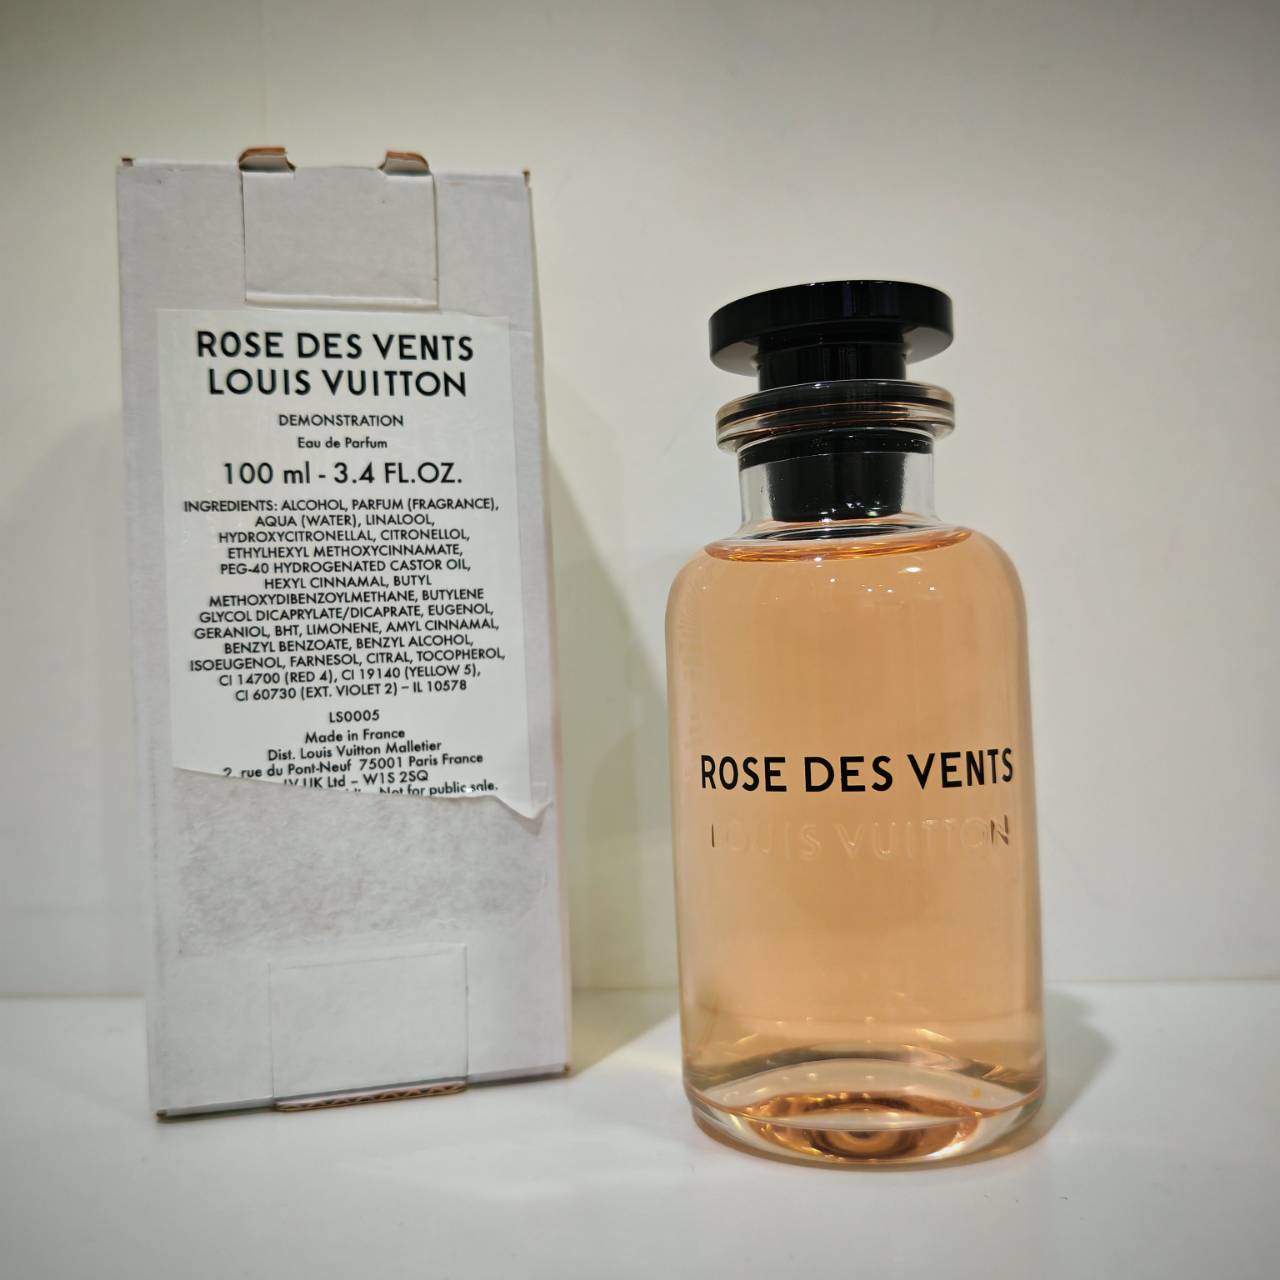 ROSE DES VENTS
LOUIS VUITTON
DEMONSTRATION
Eau de Parfum
100 ml - 3.4 FL.OZ.
INGREDIENTS: ALCOHOL, PARFUM (FRAGRANCE),
AQUA (WATER), LINALOOL,
HYDROXYCITRONELLAL, CITRONELLOL,
ETHYLHEXYL METHOXYCINNAMATE,
PEG-40 HYDROGENATED CASTOR OIL,
HEXYL CINNAMAL, BUTYL
METHOXYDIBENZOYLMETHANE, BUTYLENE
GLYCOL DICAPRYLATE/DICAPRATE, EUGENOL,
GERANIOL, BHT, LIMONENE, AMYL CINNAMAL,
BENZYL BENZOATE, BENZYL ALCOHOL,
ISOEUGENOL, FARNESOL, CITRAL, TOCOPHEROL,
CI 14700 (RED 4), CI 19140 (YELLOW 5),
CI 60730 (EXT. VIOLET 2) – IL 10578
LS0005
Made in France
Dist. Louis Vuitton Malletier
2, rue du Pont-Neuf 75001 Paris France
UK Ltd – W1S 2SQ
Not for public sale.
ROSE DES VENTS
LOUIS VUITTON